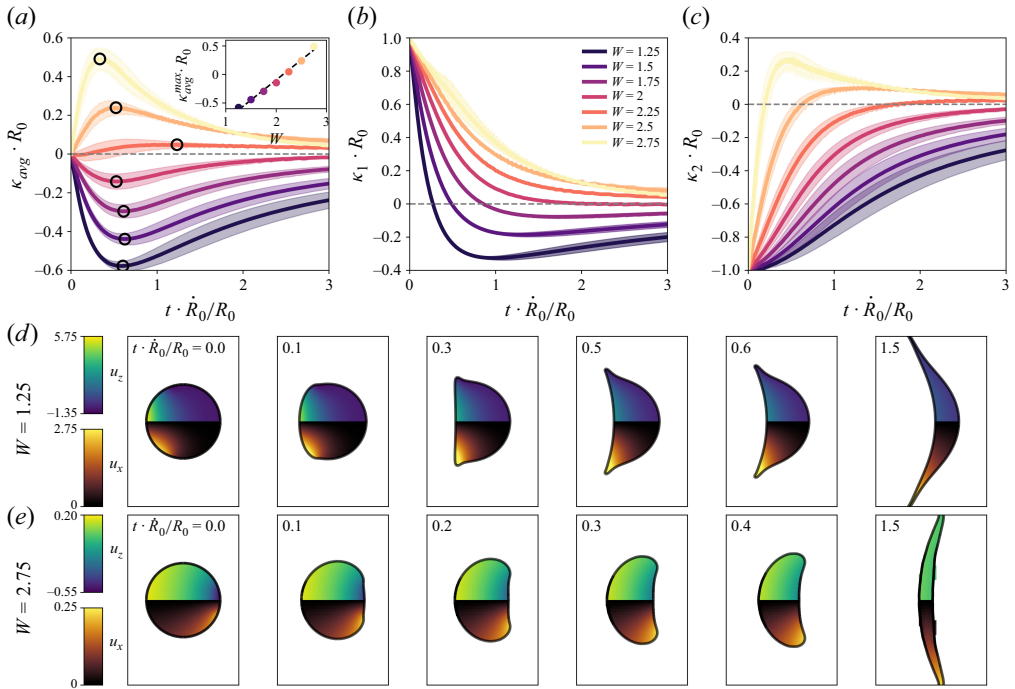 (a)
0.6
0.4
0.2
0
−0.2
−0.4
−0.6
κavg · R0
0
1
2
3
t · Ṙ0/R0
κavg^max · R0
0.5
0
−0.5
1
2
3
W
(b)
1.0
0.8
0.6
0.4
0.2
0
−0.2
−0.4
κ1 · R0
0
1
2
3
t · Ṙ0/R0
W = 1.25
W = 1.5
W = 1.75
W = 2
W = 2.25
W = 2.5
W = 2.75
(c)
0.4
0.2
0
−0.2
−0.4
−0.6
−0.8
−1.0
κ2 · R0
0
1
2
3
t · Ṙ0/R0
(d)
W = 1.25
5.75
uz
−1.35
2.75
ux
0
t · Ṙ0/R0 = 0.0
0.1
0.3
0.5
0.6
1.5
(e)
W = 2.75
0.20
uz
−0.55
0.25
ux
0
t · Ṙ0/R0 = 0.0
0.1
0.2
0.3
0.4
1.5